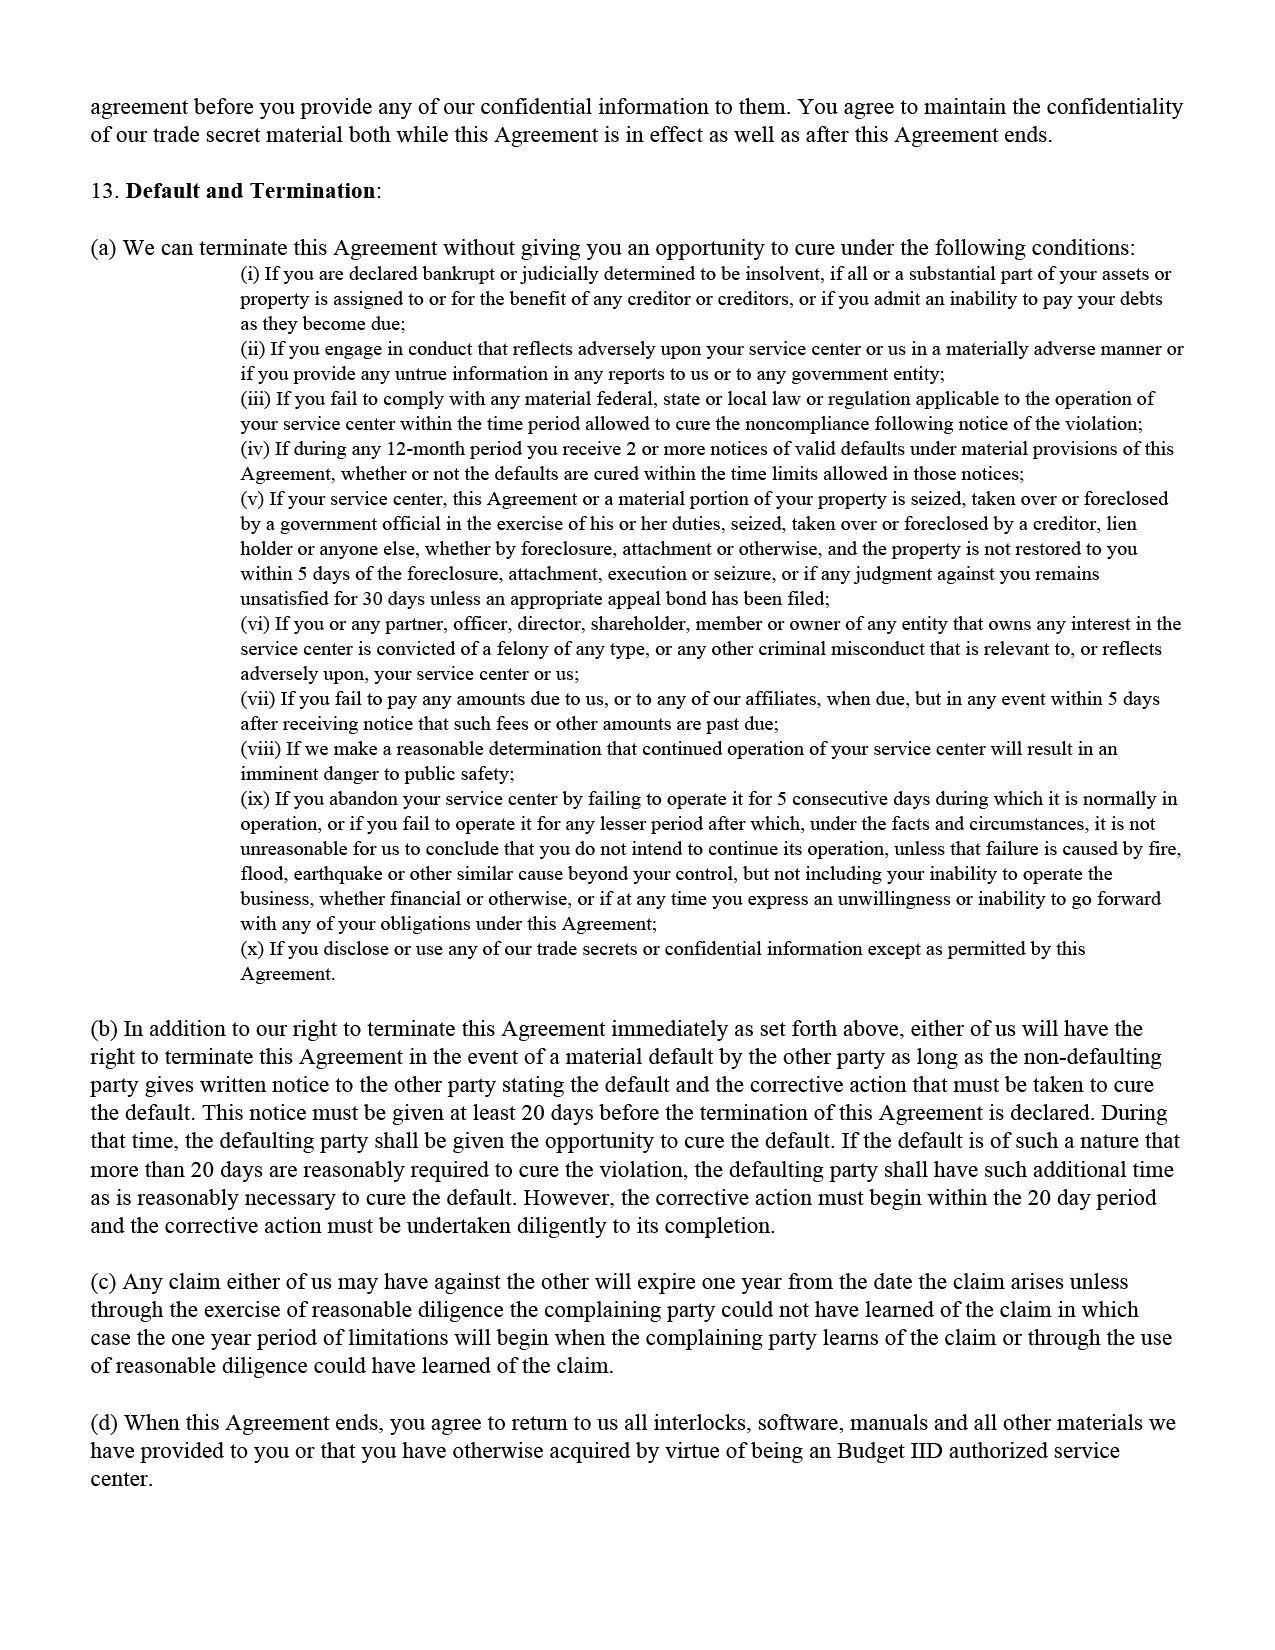 agreement before you provide any of our confidential information to them. You agree to maintain the confidentiality
of our trade secret material both while this Agreement is in effect as well as after this Agreement ends.
13. Default and Termination:
(a) We can terminate this Agreement without giving you an opportunity to cure under the following conditions:
(i) If you are declared bankrupt or judicially determined to be insolvent, if all or a substantial part of your assets or
property is assigned to or for the benefit of any creditor or creditors, or if you admit an inability to pay your debts
as they become due;
(ii) If you engage in conduct that reflects adversely upon your service center or us in a materially adverse manner or
if you provide any untrue information in any reports to us or to any government entity;
(iii) If you fail to comply with any material federal, state or local law or regulation applicable to the operation of
your service center within the time period allowed to cure the noncompliance following notice of the violation;
(iv) If during any 12-month period you receive 2 or more notices of valid defaults under material provisions of this
Agreement, whether or not the defaults are cured within the time limits allowed in those notices;
(v) If your service center, this Agreement or a material portion of your property is seized, taken over or foreclosed
by a government official in the exercise of his or her duties, seized, taken over or foreclosed by a creditor, lien
holder or anyone else, whether by foreclosure, attachment or otherwise, and the property is not restored to you
within 5 days of the foreclosure, attachment, execution or seizure, or if any judgment against you remains
unsatisfied for 30 days unless an appropriate appeal bond has been filed;
(vi) If you or any partner, officer, director, shareholder, member or owner of any entity that owns any interest in the
service center is convicted of a felony of any type, or any other criminal misconduct that is relevant to, or reflects
adversely upon, your service center or us;
(vii) If you fail to pay any amounts due to us, or to any of our affiliates, when due, but in any event within 5 days
after receiving notice that such fees or other amounts are past due;
(viii) If we make a reasonable determination that continued operation of your service center will result in an
imminent danger to public safety;
(ix) If you abandon your service center by failing to operate it for 5 consecutive days during which it is normally in
operation, or if you fail to operate it for any lesser period after which, under the facts and circumstances, it is not
unreasonable for us to conclude that you do not intend to continue its operation, unless that failure is caused by fire,
flood, earthquake or other similar cause beyond your control, but not including your inability to operate the
business, whether financial or otherwise, or if at any time you express an unwillingness or inability to go forward
with any of your obligations under this Agreement;
(x) If you disclose or use any of our trade secrets or confidential information except as permitted by this
Agreement.
(b) In addition to our right to terminate this Agreement immediately as set forth above, either of us will have the
right to terminate this Agreement in the event of a material default by the other party as long as the non-defaulting
party gives written notice to the other party stating the default and the corrective action that must be taken to cure
the default. This notice must be given at least 20 days before the termination of this Agreement is declared. During
that time, the defaulting party shall be given the opportunity to cure the default. If the default is of such a nature that
more than 20 days are reasonably required to cure the violation, the defaulting party shall have such additional time
as is reasonably necessary to cure the default. However, the corrective action must begin within the 20 day period
and the corrective action must be undertaken diligently to its completion.
(c) Any claim either of us may have against the other will expire one year from the date the claim arises unless
through the exercise of reasonable diligence the complaining party could not have learned of the claim in which
case the one year period of limitations will begin when the complaining party learns of the claim or through the use
of reasonable diligence could have learned of the claim.
(d) When this Agreement ends, you agree to return to us all interlocks, software, manuals and all other materials we
have provided to you or that you have otherwise acquired by virtue of being an Budget IID authorized service
center.